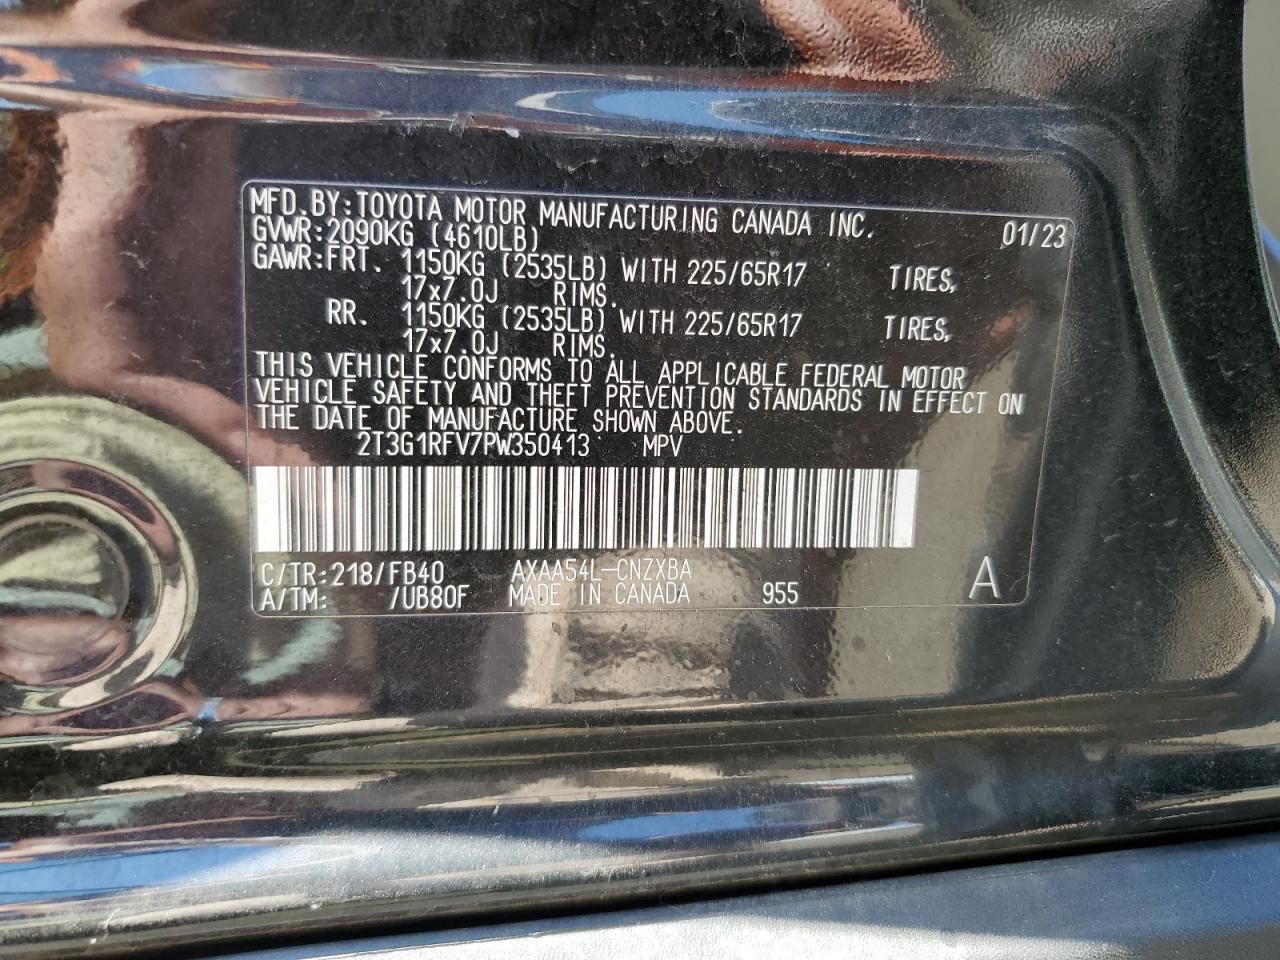 MFD.BY:TOYOTA MOTOR MANUFACTURING CANADA INC. 01/23
GVWR:2090KG (4610LB)
GAWR:FRT. 1150KG (2535LB) WITH 225/65R17 TIRES,
17x7.0J RIMS.
RR. 1150KG (2535LB) WITH 225/65R17 TIRES,
17x7.0J RIMS.
THIS VEHICLE CONFORMS TO ALL APPLICABLE FEDERAL MOTOR
VEHICLE SAFETY AND THEFT PREVENTION STANDARDS IN EFFECT ON
THE DATE OF MANUFACTURE SHOWN ABOVE.
2T3G1RFV7PW350413 MPV
C/TR:218/FB40 AXAA54L-CNZXBA
A/TM: /UB80F MADE IN CANADA 955 A